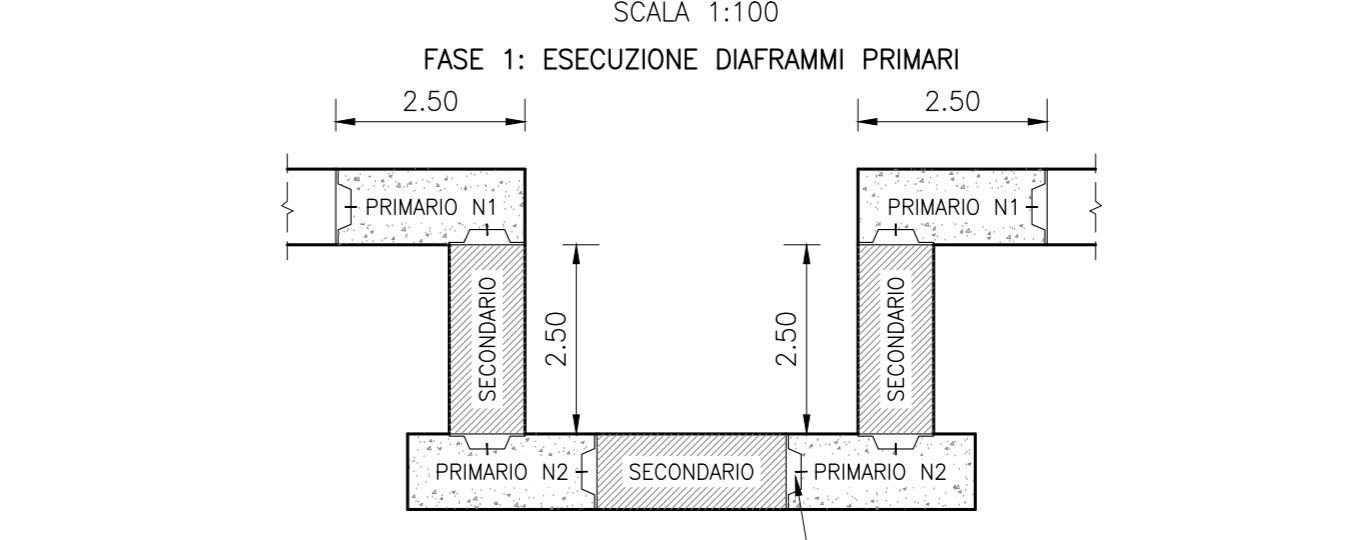 SCALA 1:100
FASE 1: ESECUZIONE DIAFRAMMI PRIMARI
2.50
2.50
PRIMARIO N1
PRIMARIO N1
SECONDARIO
2.50
2.50
SECONDARIO
PRIMARIO N2
SECONDARIO
PRIMARIO N2